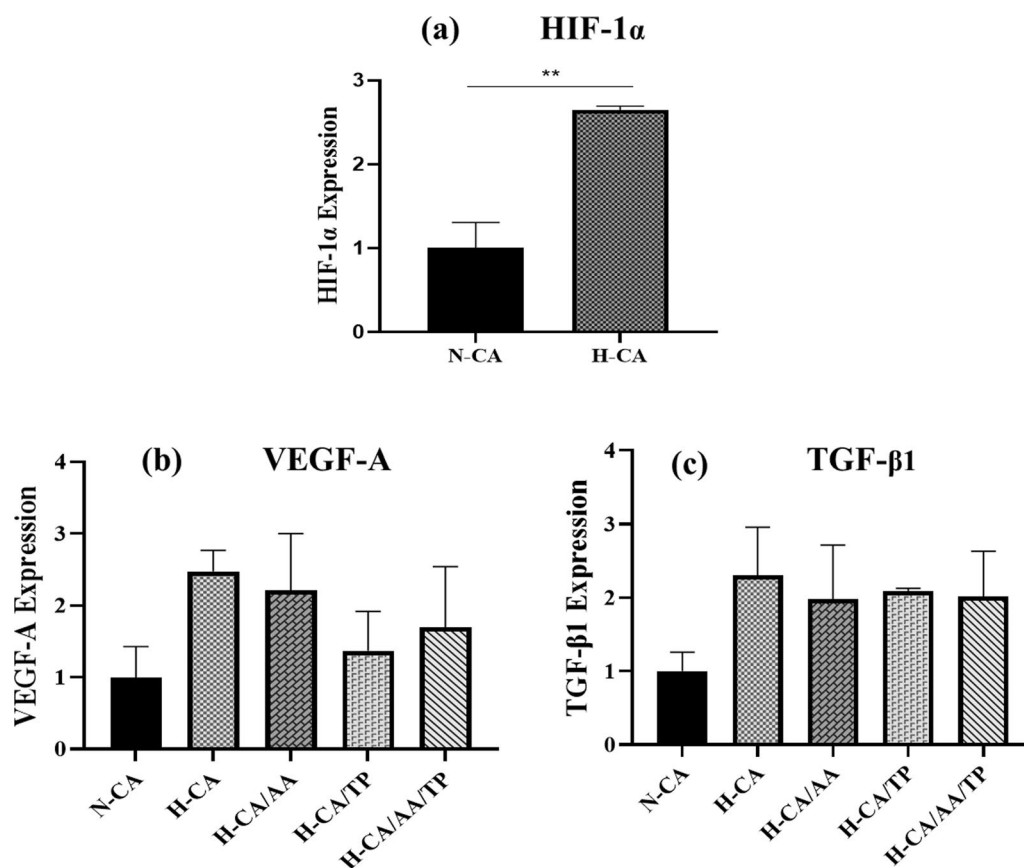 (a) HIF-1α
**
HIF-1α Expression
3
2
1
0
N-CA H-CA
(b) VEGF-A
VEGF-A Expression
4
3
2
1
0
N-CA
H-CA
H-CA/AA
H-CA/TP
H-CA/AA/TP
(c) TGF-β1
TGF-β1 Expression
4
3
2
1
0
N-CA
H-CA
H-CA/AA
H-CA/TP
H-CA/AA/TP